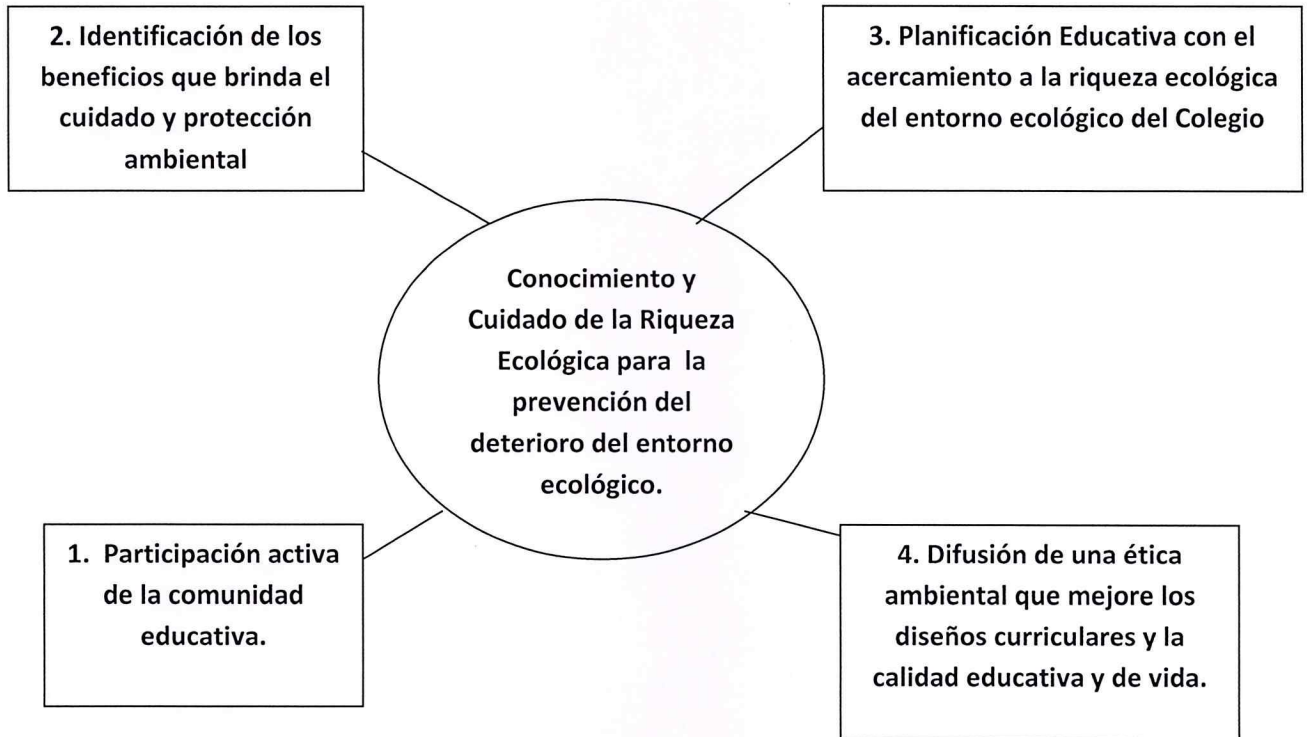 2. Identificación de los
beneficios que brinda el
cuidado y protección
ambiental
3. Planificación Educativa con el
acercamiento a la riqueza ecológica
del entorno ecológico del Colegio
Conocimiento y
Cuidado de la Riqueza
Ecológica para la
prevención del
deterioro del entorno
ecológico.
1. Participación activa
de la comunidad
educativa.
4. Difusión de una ética
ambiental que mejore los
diseños curriculares y la
calidad educativa y de vida.